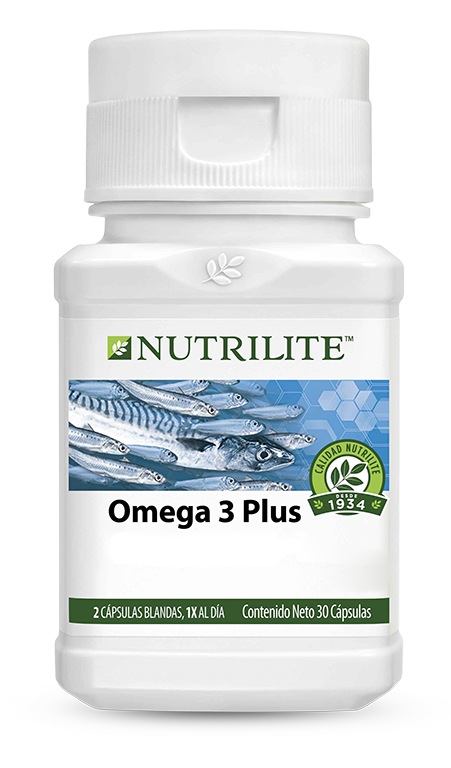 NUTRILITE™
CALIDAD NUTRILITE
DESDE
1934
Omega 3 Plus
2 CÁPSULAS BLANDAS, 1X AL DÍA Contenido Neto 30 Cápsulas